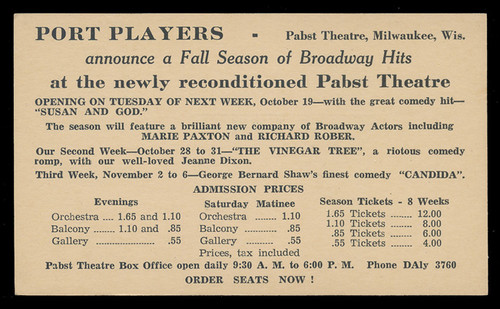 PORT PLAYERS - Pabst Theatre, Milwaukee, Wis.
announce a Fall Season of Broadway Hits
at the newly reconditioned Pabst Theatre
OPENING ON TUESDAY OF NEXT WEEK, October 19—with the great comedy hit—
"SUSAN AND GOD."
The season will feature a brilliant new company of Broadway Actors including
MARIE PAXTON and RICHARD ROBER.
Our Second Week—October 28 to 31—"THE VINEGAR TREE", a riotous comedy
romp, with our well-loved Jeanne Dixon.
Third Week, November 2 to 6—George Bernard Shaw's finest comedy "CANDIDA".
ADMISSION PRICES
Evenings
Orchestra .... 1.65 and 1.10
Balcony ...... 1.10 and .85
Gallery .................... .55
Saturday Matinee
Orchestra ........ 1.10
Balcony ........... .85
Gallery ............ .55
Prices, tax included
Season Tickets - 8 Weeks
1.65 Tickets ........ 12.00
1.10 Tickets ........ 8.00
.85 Tickets ........ 6.00
.55 Tickets ........ 4.00
Pabst Theatre Box Office open daily 9:30 A. M. to 6:00 P. M. Phone DAly 3760
ORDER SEATS NOW !